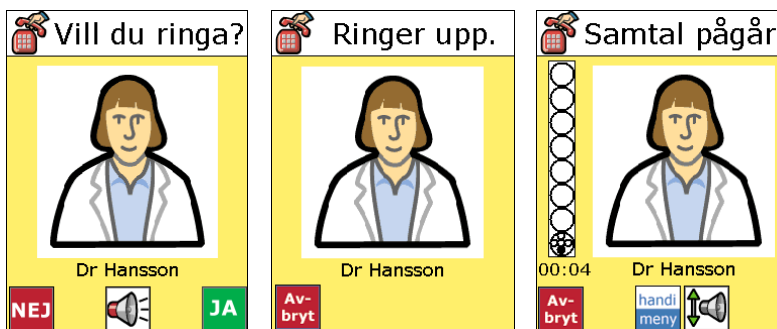 Vill du ringa?
Dr Hansson
NEJ
JA
Ringer upp.
Dr Hansson
Av-
bryt
Samtal pågår
Dr Hansson
00:04
Av-
bryt
handi
meny